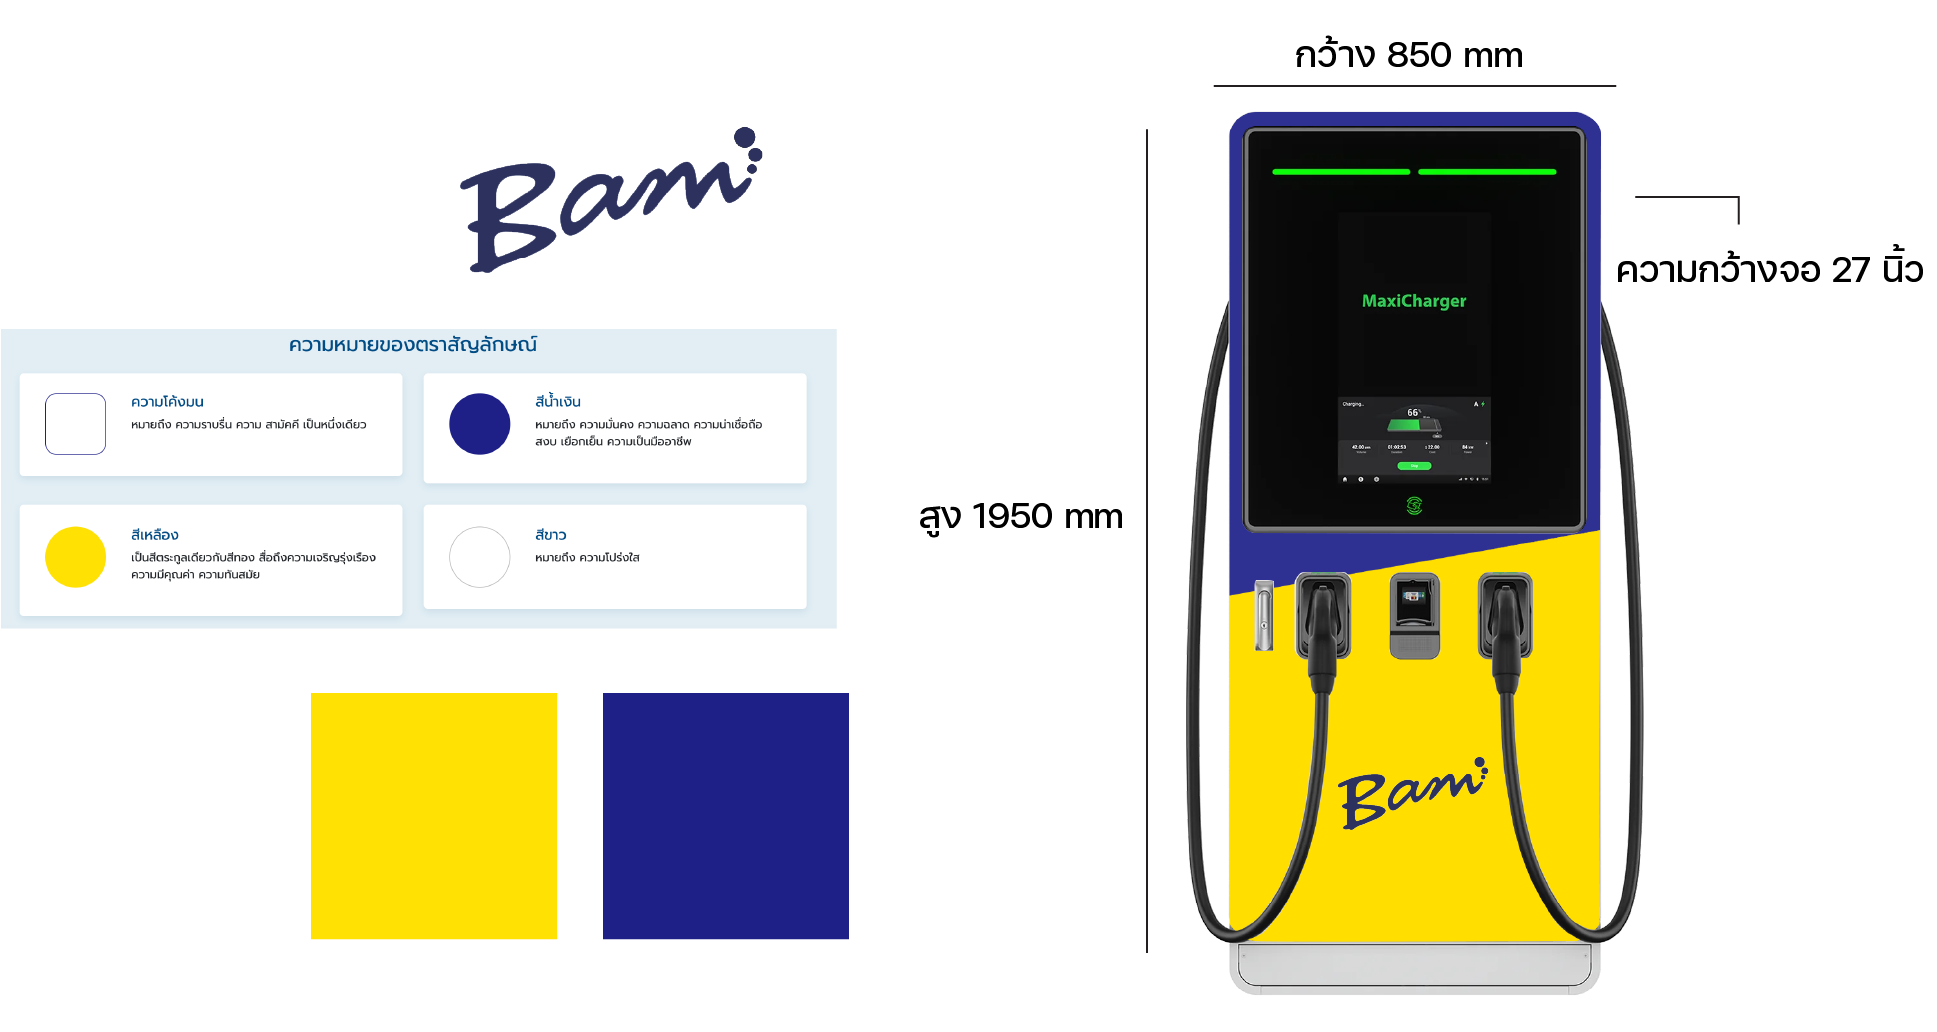 Bam
ความหมายของตราสัญลักษณ์
ความโค้งมน
หมายถึง ความราบรื่น ความ สามัคคี เป็นหนึ่งเดียว
สีน้ำเงิน
หมายถึง ความมั่นคง ความฉลาด ความน่าเชื่อถือ
สงบ เยือกเย็น ความเป็นมืออาชีพ
สีเหลือง
เป็นสีตระกูลเดียวกับสีทอง สื่อถึงความเจริญรุ่งเรือง
ความมีคุณค่า ความทันสมัย
สีขาว
หมายถึง ความโปร่งใส
กว้าง 850 mm
สูง 1950 mm
ความกว้างจอ 27 นิ้ว
MaxiCharger
Charging...
66%
42.00
01:02:53
22.00
84
Bam